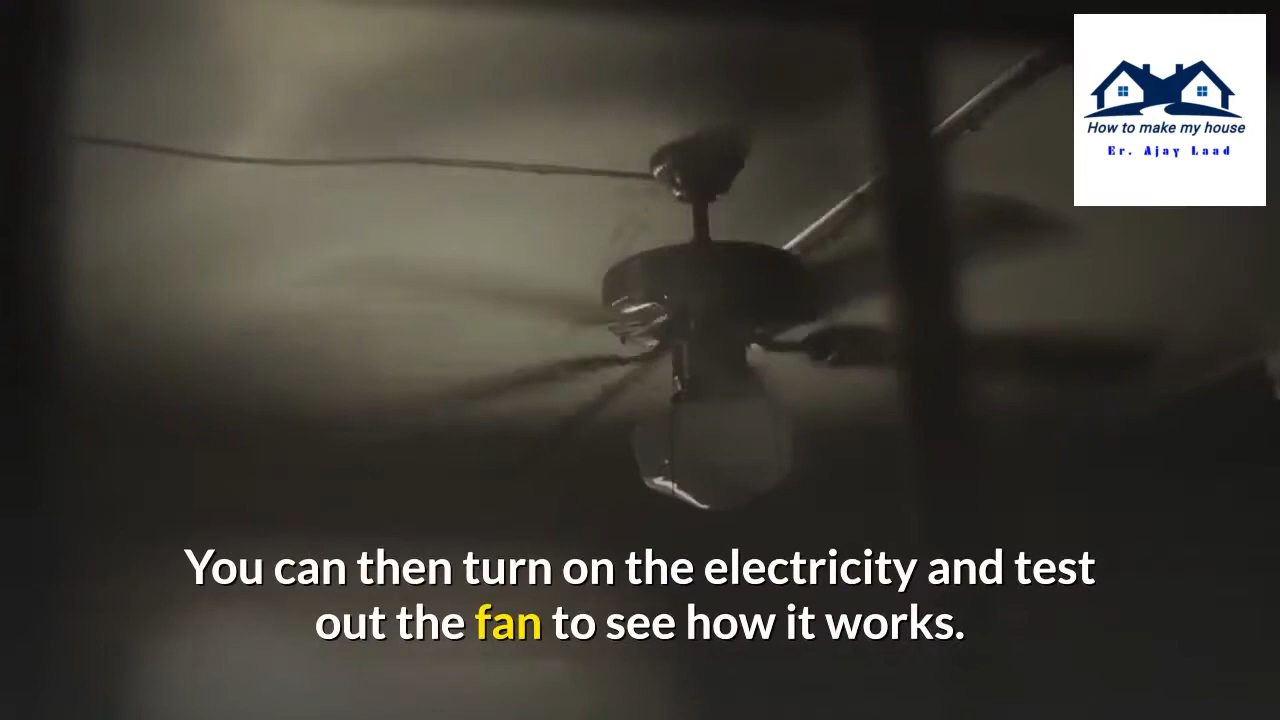 How to make my house
Er. Ajay Laad
You can then turn on the electricity and test
out the fan to see how it works.